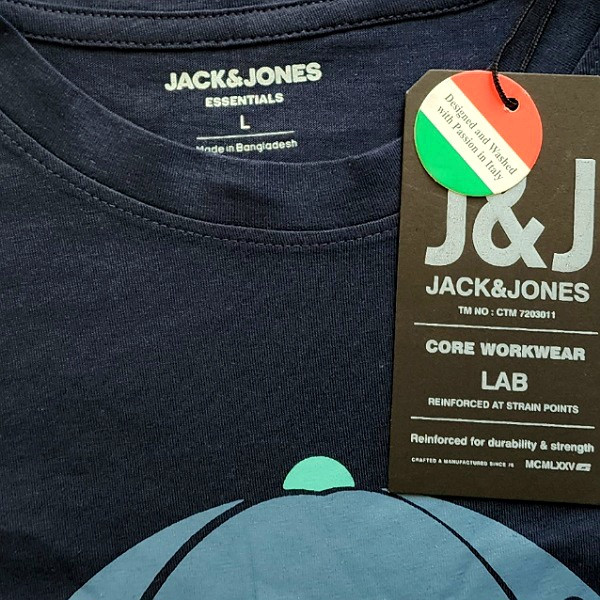 JACK&JONES
ESSENTIALS
L
Made in Bangladesh
Designed and Washed
with Passion in Italy
J&J
JACK&JONES
TM NO : CTM 7203011
CORE WORKWEAR
LAB
REINFORCED AT STRAIN POINTS
Reinforced for durability & strength
CRAFTED & MANUFACTURED SINCE 75 MCMLXXV